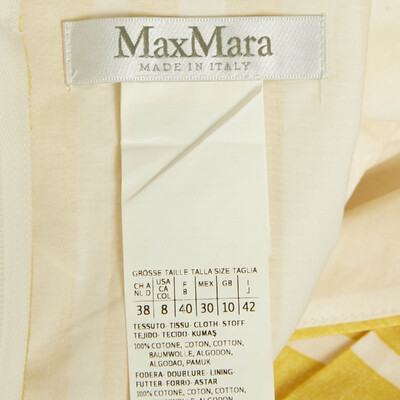 MaxMara
MADE IN ITALY
GRÖSSE TAILLE TALLA SIZE TAGLIA
CH A NL D USA CA COL F B MEX GB I J
38 8 40 30 10 42
TESSUTO-TISSU-CLOTH-STOFF
TEJIDO-TECIDO-KUMAŞ
100% COTONE, COTON, COTTON,
BAUMWOLLE, ALGODON,
ALGODAO, PAMUK
FODERA-DOUBLURE-LINING-
FUTTER-FORRO-ASTAR
100% COTONE, COTON, COTTON,